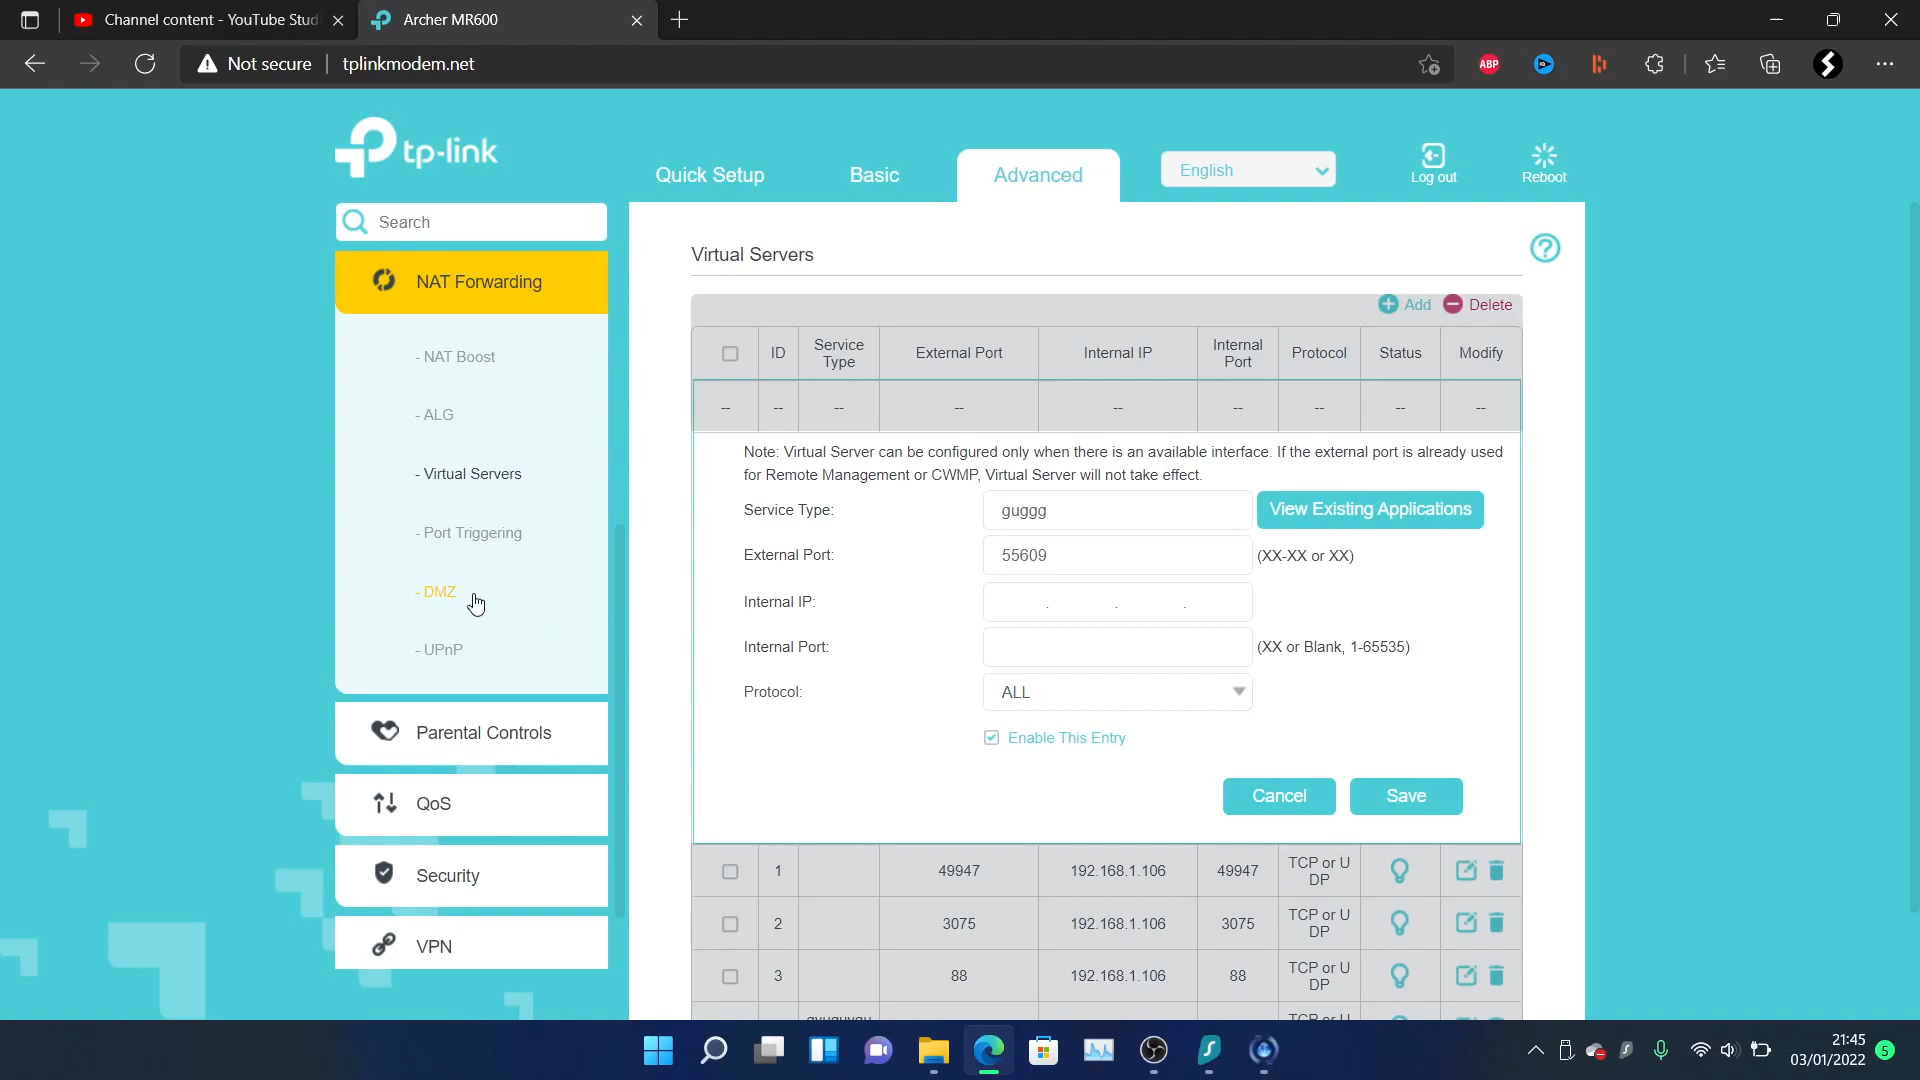 Channel content - YouTube Stud
Archer MR600
Not secure
tplinkmodem.net
ABP
tp-link
Quick Setup
Basic
Advanced
English
Log out
Reboot
Search
NAT Forwarding
- NAT Boost
- ALG
- Virtual Servers
- Port Triggering
- DMZ
- UPnP
Parental Controls
QoS
Security
VPN
Virtual Servers
Add
Delete
ID
Service
Type
External Port
Internal IP
Internal
Port
Protocol
Status
Modify
-- -- -- -- -- -- -- -- --
Note: Virtual Server can be configured only when there is an available interface. If the external port is already used
for Remote Management or CWMP, Virtual Server will not take effect.
Service Type:
guggg
View Existing Applications
External Port:
55609
(XX-XX or XX)
Internal IP:
. . .
Internal Port:
(XX or Blank, 1-65535)
Protocol:
ALL
Enable This Entry
Cancel
Save
1
49947
192.168.1.106
49947
TCP or U
DP
2
3075
192.168.1.106
3075
TCP or U
DP
3
88
192.168.1.106
88
TCP or U
DP
TCP or U
21:45
03/01/2022
5